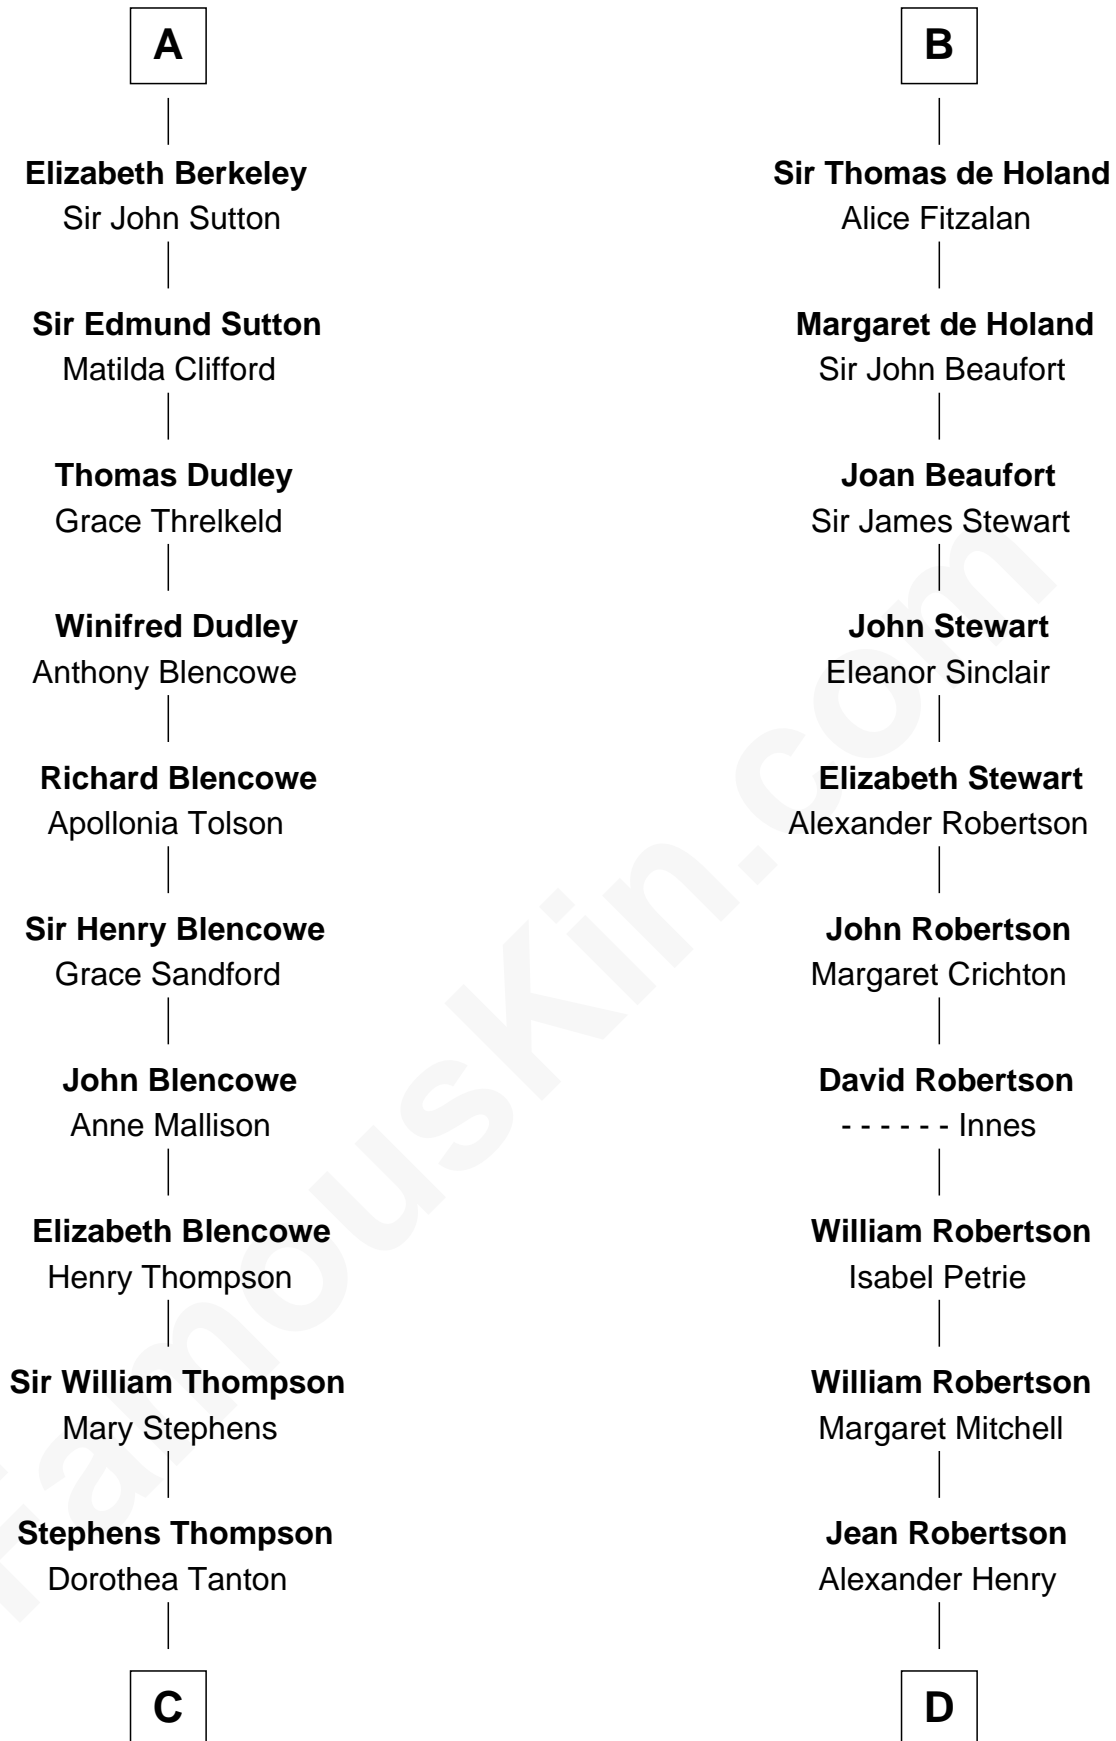 A
Elizabeth Berkeley
Sir John Sutton
Sir Edmund Sutton
Matilda Clifford
Thomas Dudley
Grace Threlkeld
Winifred Dudley
Anthony Blencowe
Richard Blencowe
Apollonia Tolson
Sir Henry Blencowe
Grace Sandford
John Blencowe
Anne Mallison
Elizabeth Blencowe
Henry Thompson
Sir William Thompson
Mary Stephens
Stephens Thompson
Dorothea Tanton
C
B
Sir Thomas de Holand
Alice Fitzalan
Margaret de Holand
Sir John Beaufort
Joan Beaufort
Sir James Stewart
John Stewart
Eleanor Sinclair
Elizabeth Stewart
Alexander Robertson
John Robertson
Margaret Crichton
David Robertson
- - - - - - Innes
William Robertson
Isabel Petrie
William Robertson
Margaret Mitchell
Jean Robertson
Alexander Henry
D
FamousKin.com